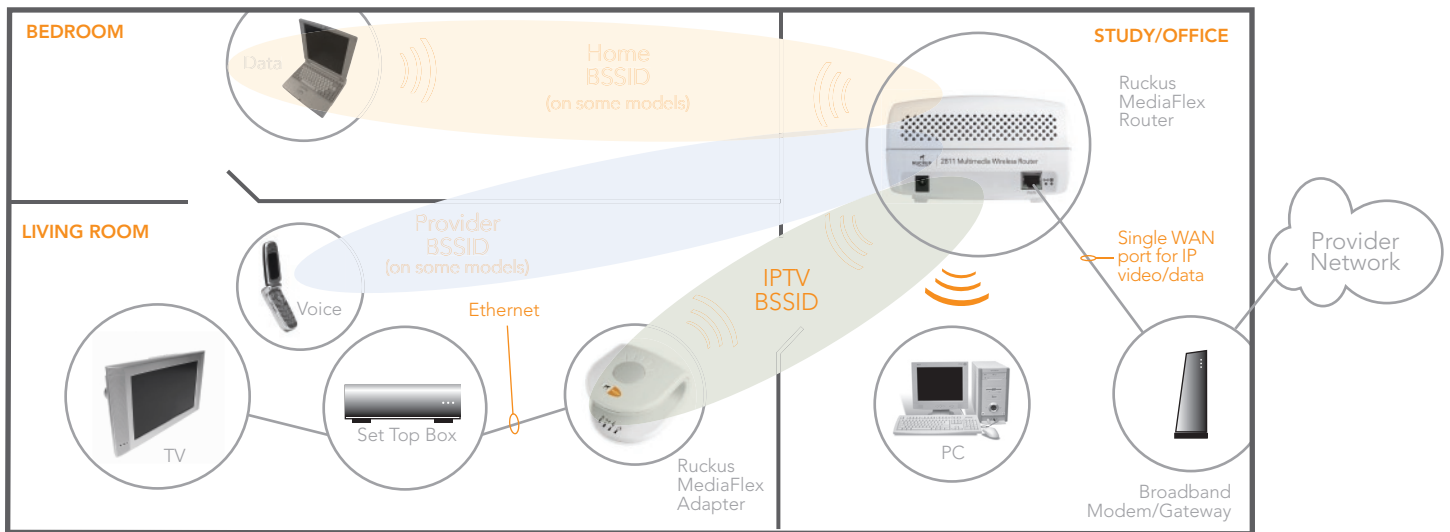 BEDROOM
Data
Home
BSSID
(on some models)
STUDY/OFFICE
Ruckus
MediaFlex
Router
2811 Multimedia Wireless Router
LIVING ROOM
Provider
BSSID
(on some models)
Voice
Ethernet
IPTV
BSSID
Single WAN
port for IP
video/data
Provider
Network
TV
Set Top Box
Ruckus
MediaFlex
Adapter
PC
Broadband
Modem/Gateway